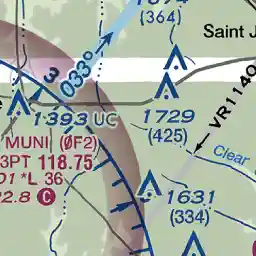 (364)
Saint J
3
033°
VR1140
1393 UC
1729
(425)
MUNI (ØF2)
3PT 118.75
*L 36
2.8 C
Clear
1631
(334)